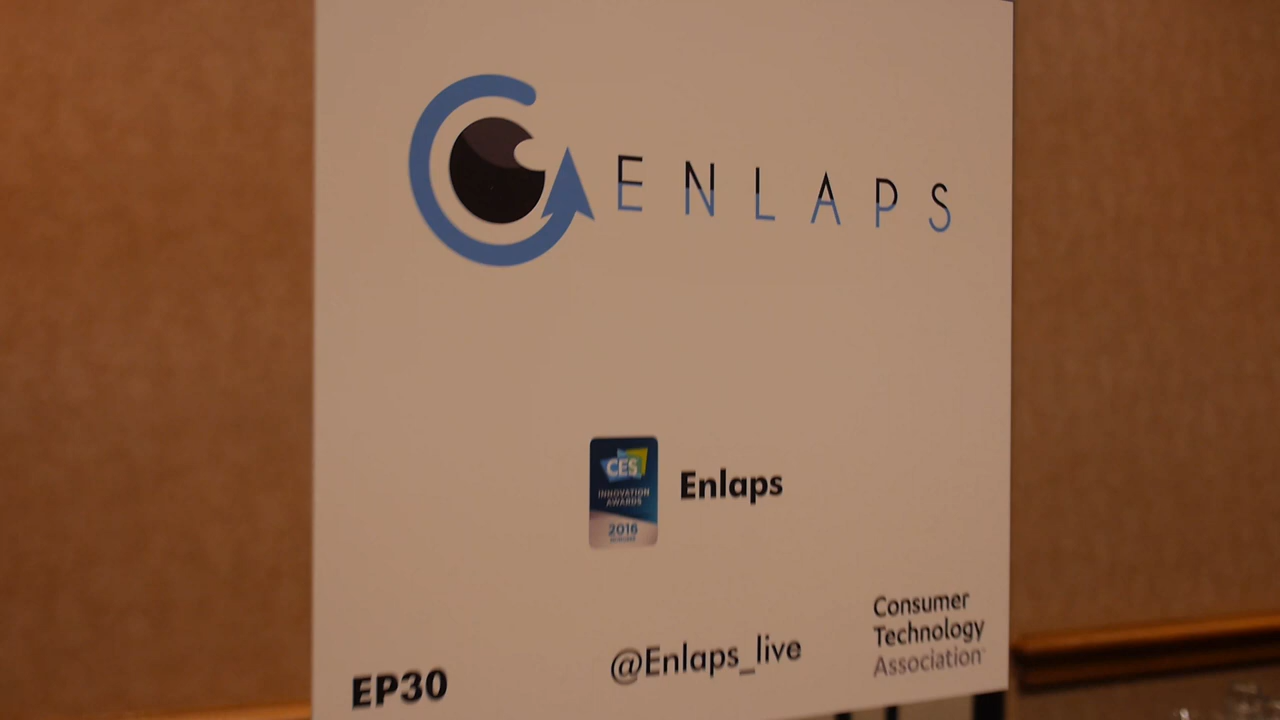 ENLAPS
CES
INNOVATION
AWARDS
2016
Enlaps
@Enlaps_live
Consumer
Technology
Association
EP30